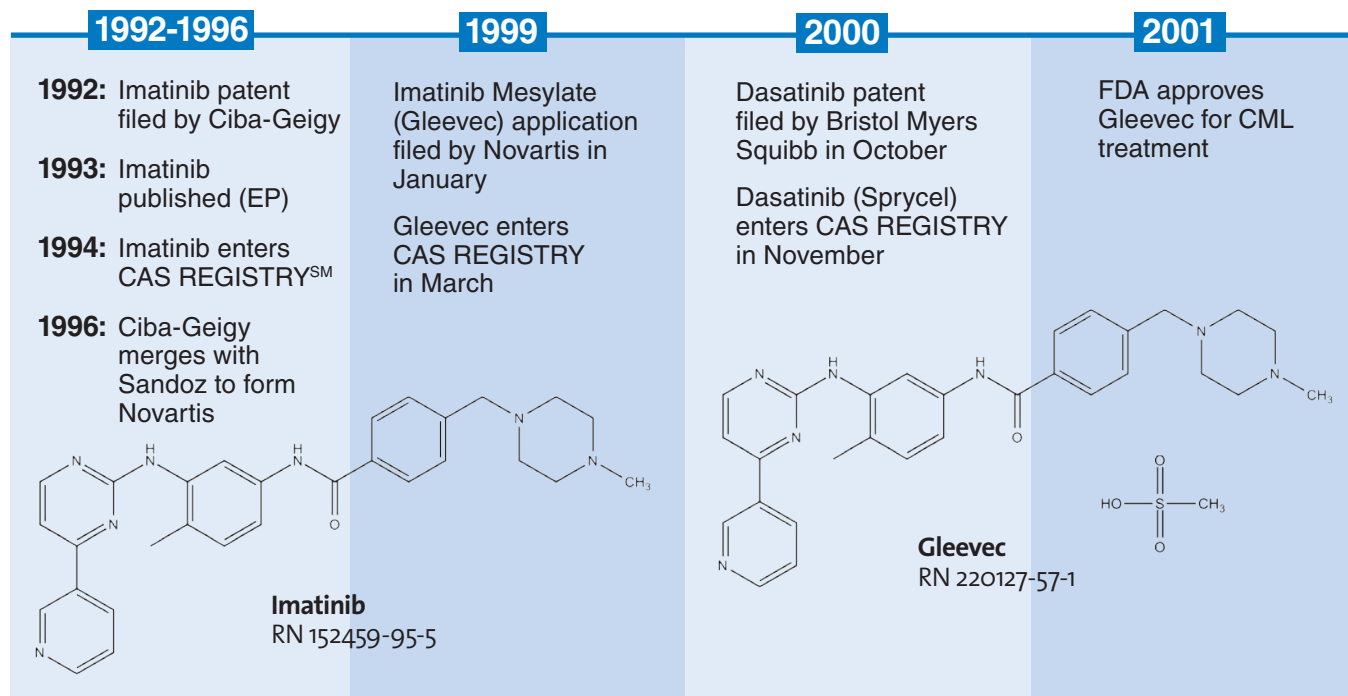 1992-1996
1992: Imatinib patent
filed by Ciba-Geigy
1993: Imatinib
published (EP)
1994: Imatinib enters
CAS REGISTRY℠
1996: Ciba-Geigy
merges with
Sandoz to form
Novartis
1999
Imatinib Mesylate
(Gleevec) application
filed by Novartis in
January
Gleevec enters
CAS REGISTRY
in March
2000
Dasatinib patent
filed by Bristol Myers
Squibb in October
Dasatinib (Sprycel)
enters CAS REGISTRY
in November
2001
FDA approves
Gleevec for CML
treatment
N
N
N
H
N
H
N
O
N
N
CH3
Imatinib
RN 152459-95-5
N
N
N
H
N
H
N
O
N
N
CH3
O
HO S CH3
O
Gleevec
RN 220127-57-1